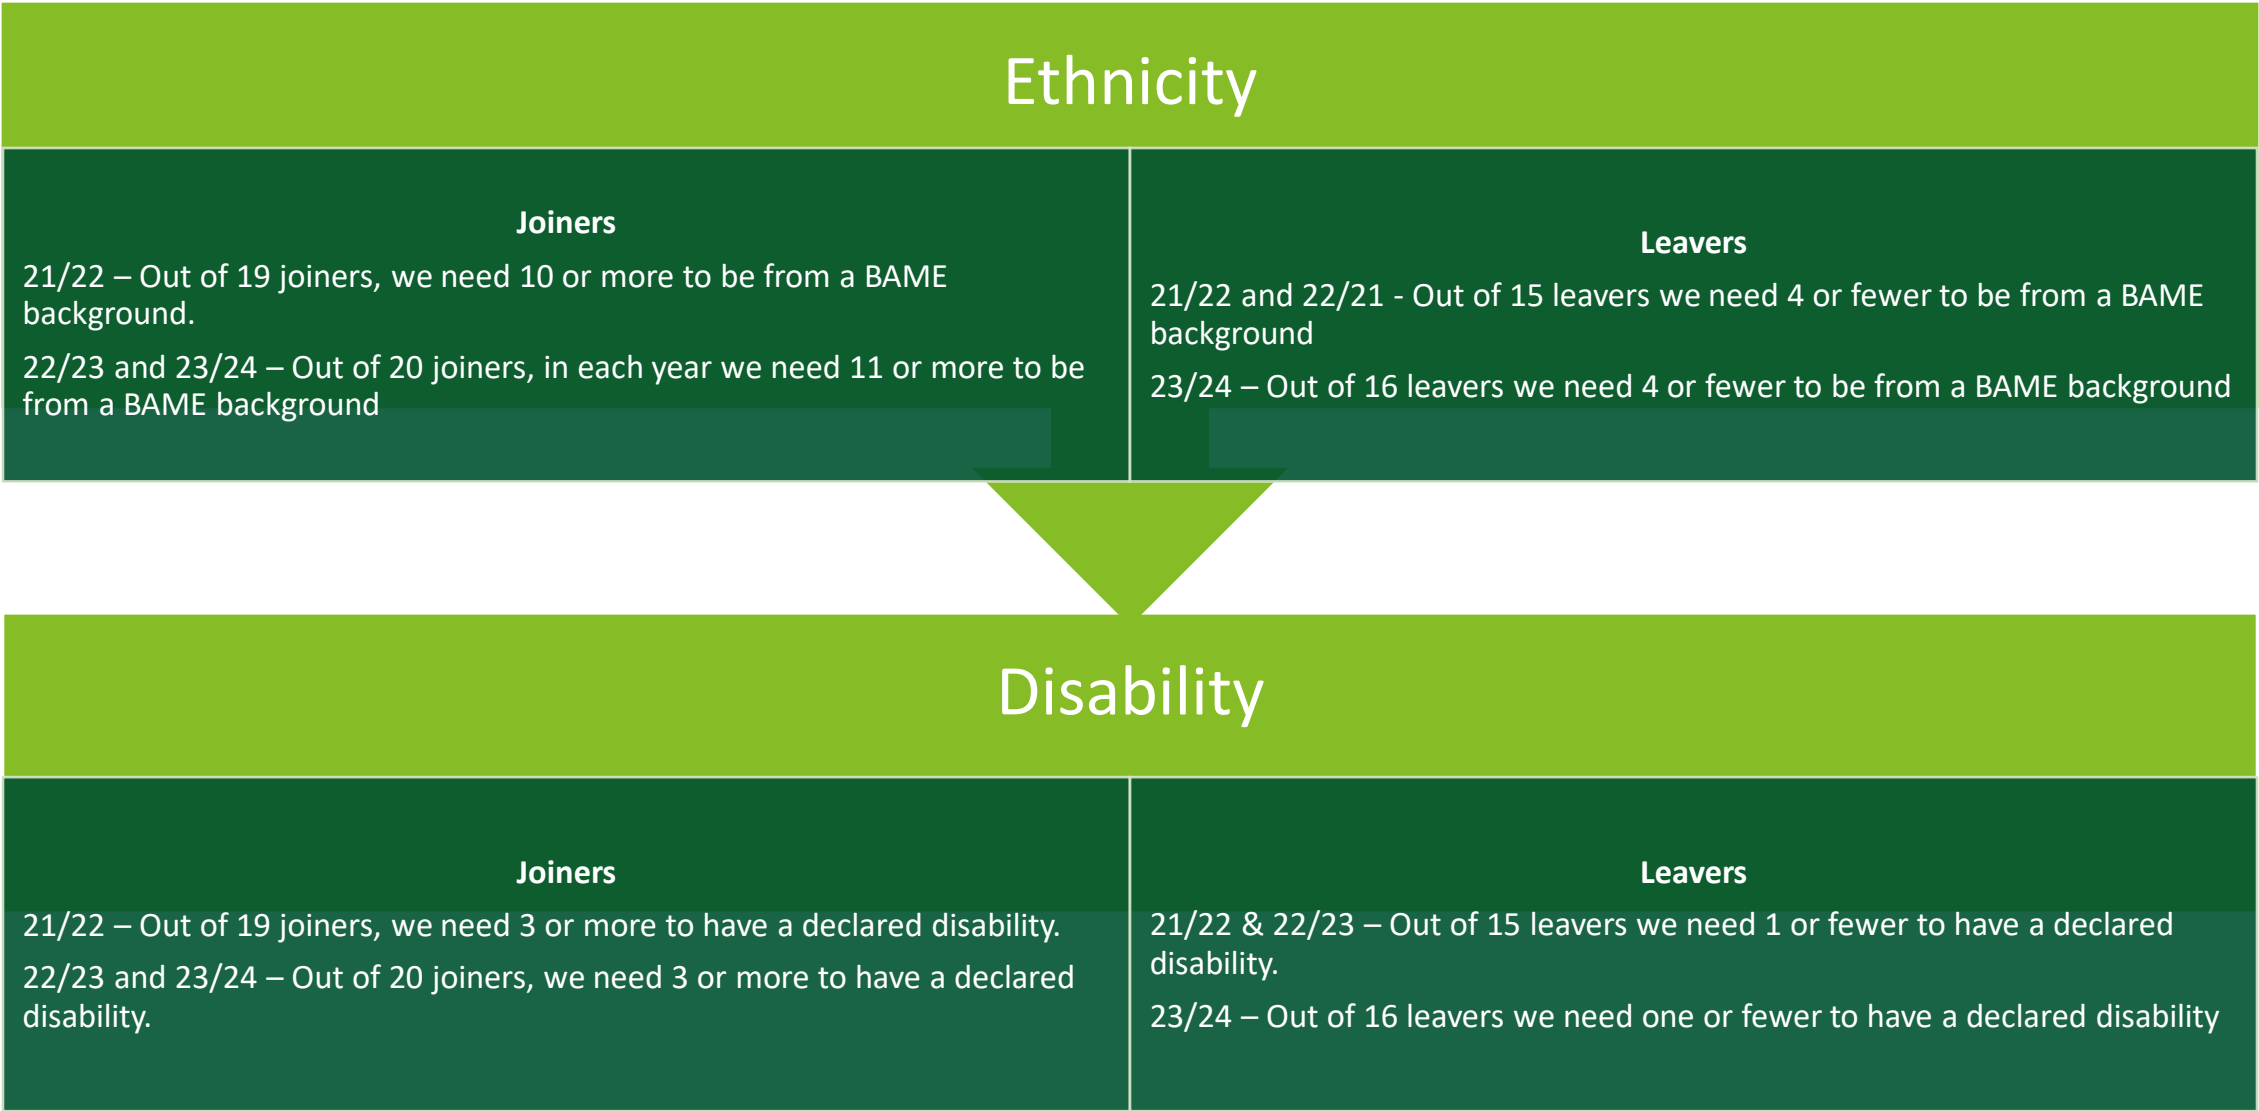 Ethnicity
Joiners
21/22 – Out of 19 joiners, we need 10 or more to be from a BAME
background.
22/23 and 23/24 – Out of 20 joiners, in each year we need 11 or more to be
from a BAME background
Leavers
21/22 and 22/21 - Out of 15 leavers we need 4 or fewer to be from a BAME
background
23/24 – Out of 16 leavers we need 4 or fewer to be from a BAME background
Disability
Joiners
21/22 – Out of 19 joiners, we need 3 or more to have a declared disability.
22/23 and 23/24 – Out of 20 joiners, we need 3 or more to have a declared
disability.
Leavers
21/22 & 22/23 – Out of 15 leavers we need 1 or fewer to have a declared
disability.
23/24 – Out of 16 leavers we need one or fewer to have a declared disability